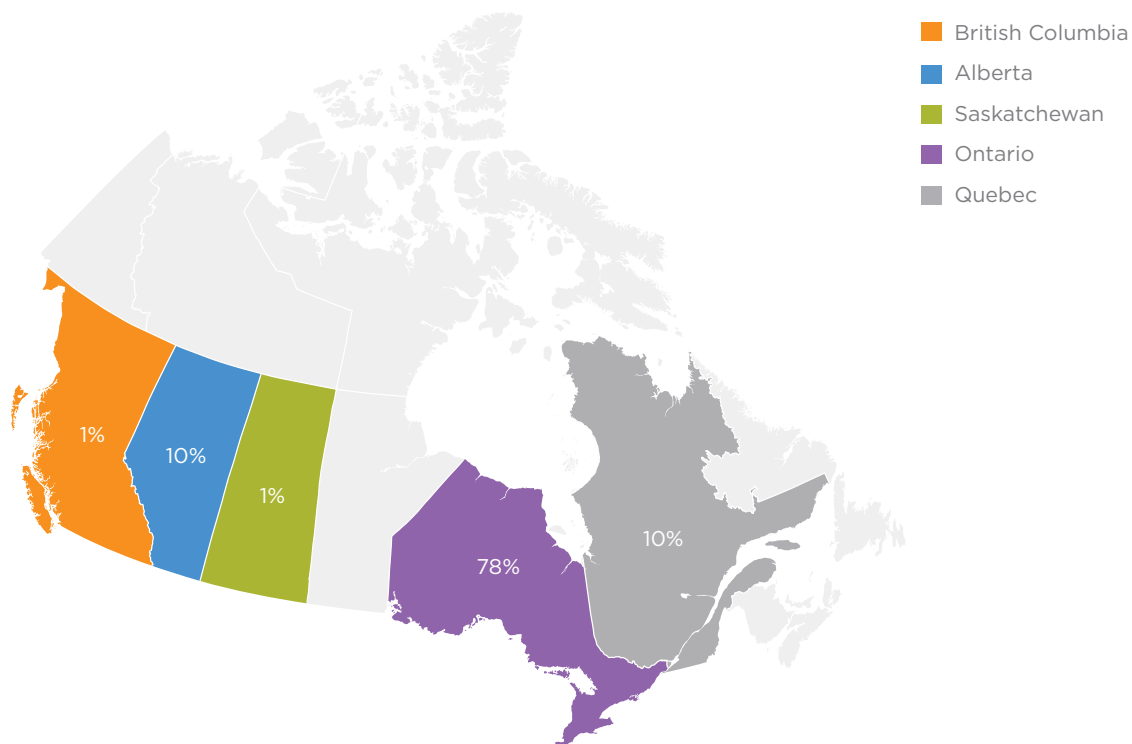 British Columbia
Alberta
Saskatchewan
Ontario
Quebec
1%
10%
1%
78%
10%